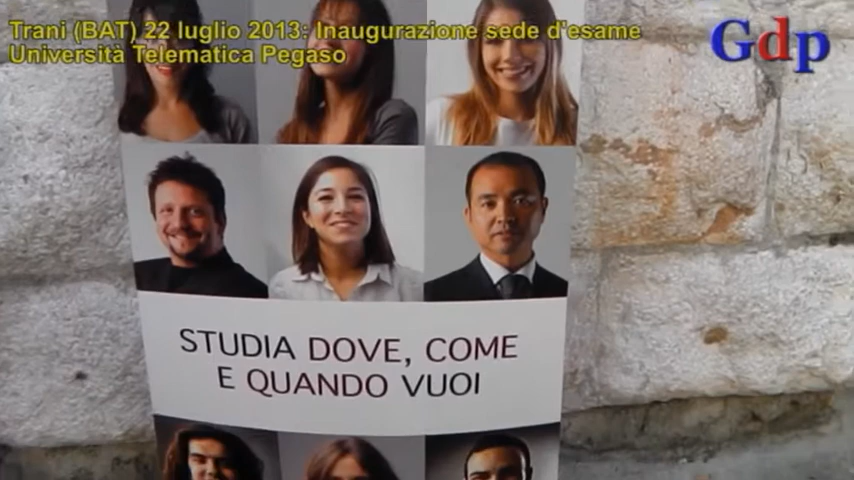 Trani (BAT) 22 luglio 2013: Inaugurazione sede d'esame
Università Telematica Pegaso
Gdp
STUDIA DOVE, COME
E QUANDO VUOI